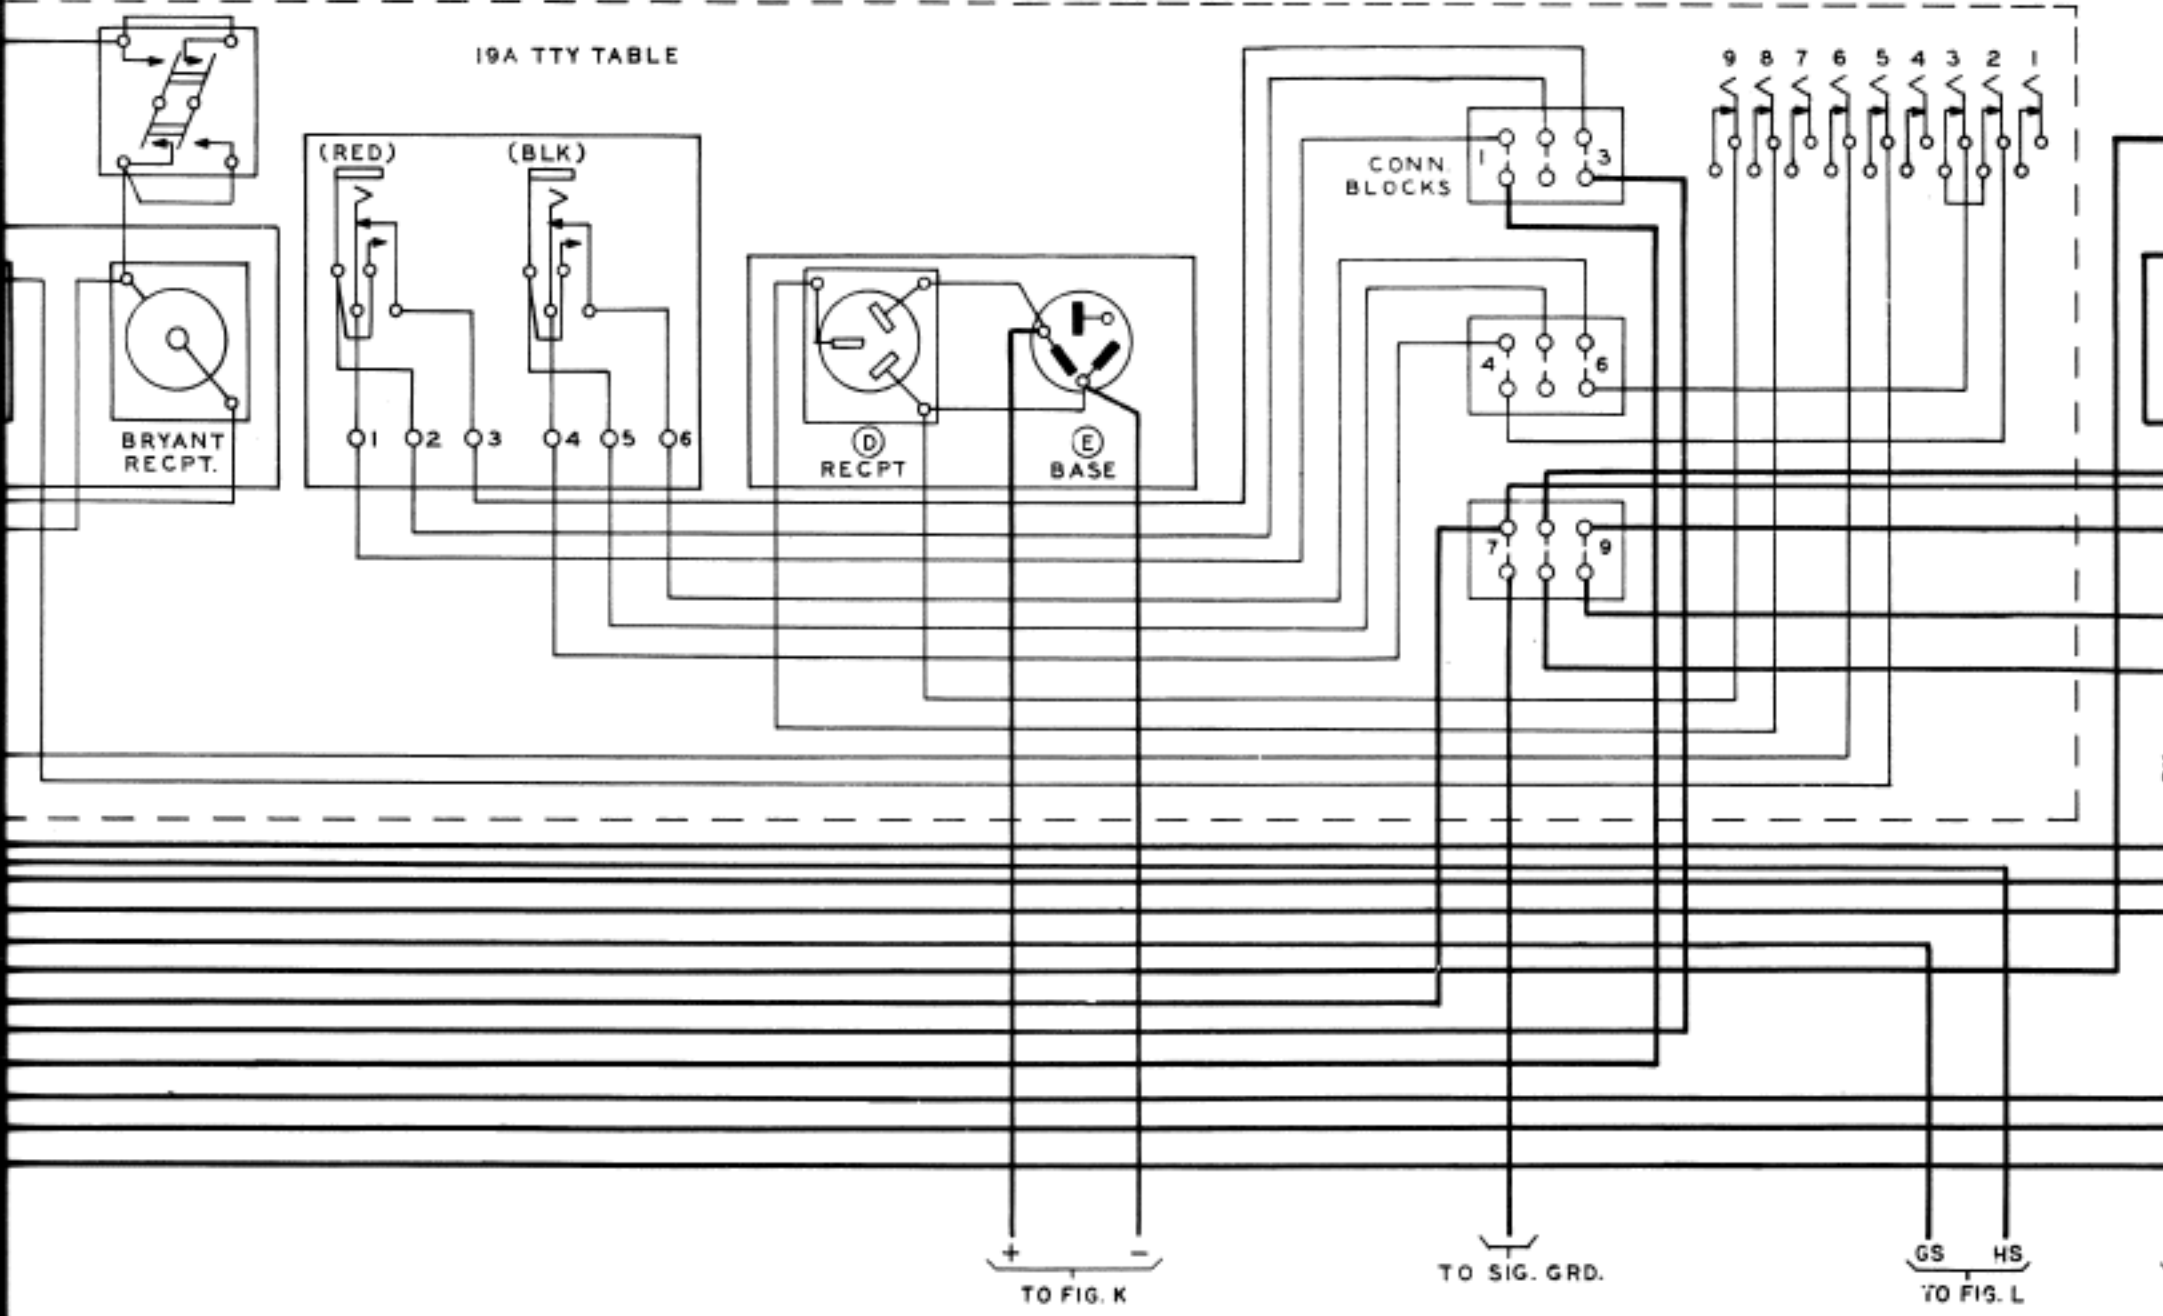 19A TTY TABLE
9 8 7 6 5 4 3 2 1
(RED) (BLK)
1 3
CONN.
BLOCKS
4 6
BRYANT
RECPT.
1 2 3 4 5 6
D E
RECPT BASE
7 9
+ -
TO FIG. K
TO SIG. GRD.
GS HS
TO FIG. L